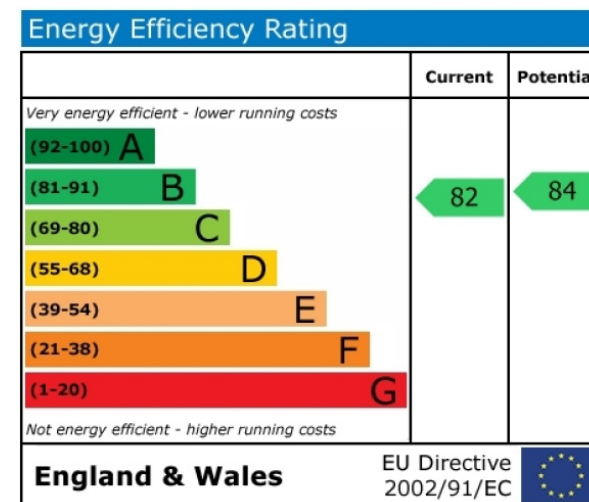 Energy Efficiency Rating
Current Potentia
Very energy efficient - lower running costs
(92-100) A
(81-91) B
82 84
(69-80) C
(55-68) D
(39-54) E
(21-38) F
(1-20) G
Not energy efficient - higher running costs
England & Wales
EU Directive
2002/91/EC